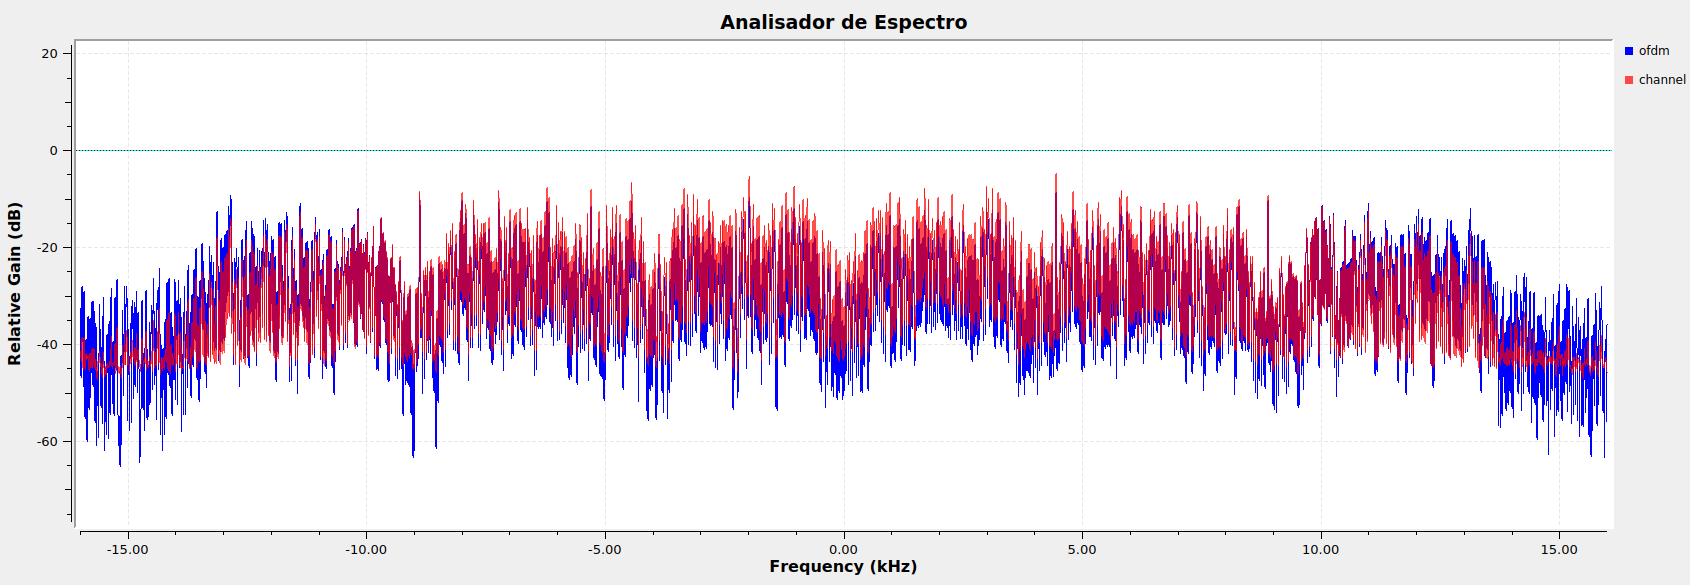 Analisador de Espectro
Relative Gain (dB)
20
0
-20
-40
-60
-15.00
-10.00
-5.00
0.00
5.00
10.00
15.00
Frequency (kHz)
ofdm
channel